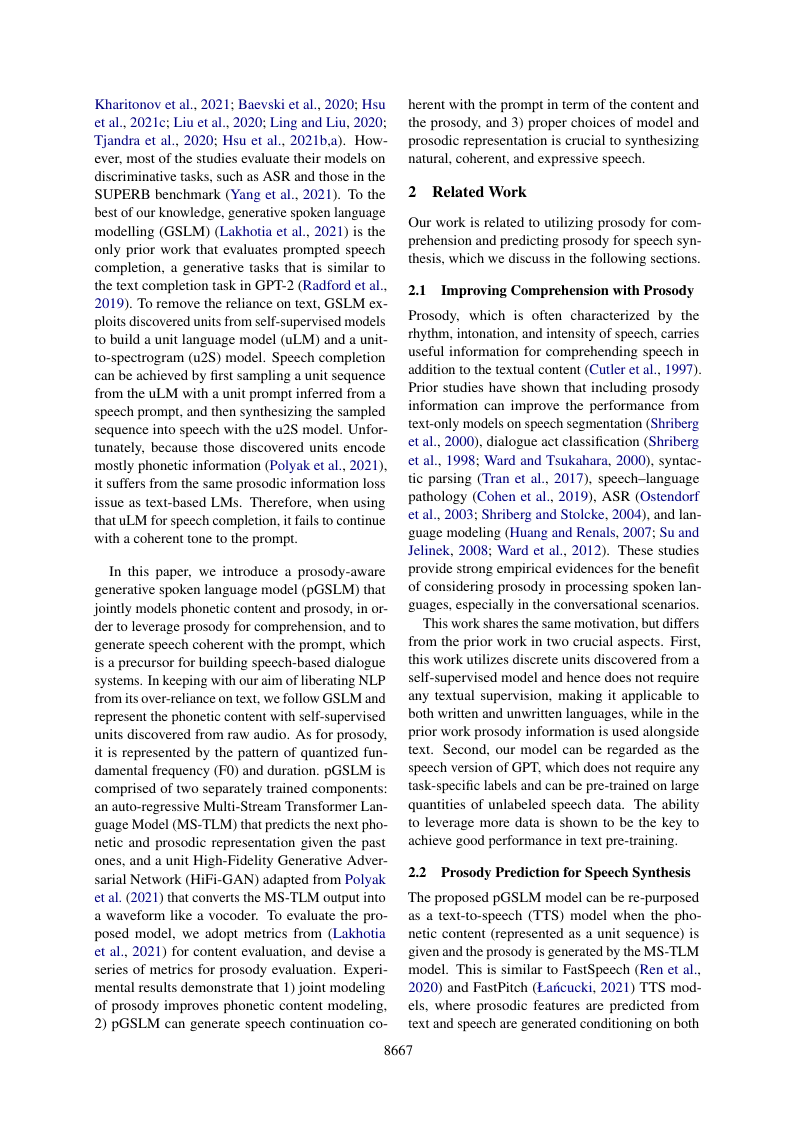 Kharitonov et al., 2021; Baevski et al., 2020; Hsu
et al., 2021c; Liu et al., 2020; Ling and Liu, 2020;
Tjandra et al., 2020; Hsu et al., 2021b,a). How-
ever, most of the studies evaluate their models on
discriminative tasks, such as ASR and those in the
SUPERB benchmark (Yang et al., 2021). To the
best of our knowledge, generative spoken language
modelling (GSLM) (Lakhotia et al., 2021) is the
only prior work that evaluates prompted speech
completion, a generative tasks that is similar to
the text completion task in GPT-2 (Radford et al.,
2019). To remove the reliance on text, GSLM ex-
ploits discovered units from self-supervised models
to build a unit language model (uLM) and a unit-
to-spectrogram (u2S) model. Speech completion
can be achieved by first sampling a unit sequence
from the uLM with a unit prompt inferred from a
speech prompt, and then synthesizing the sampled
sequence into speech with the u2S model. Unfor-
tunately, because those discovered units encode
mostly phonetic information (Polyak et al., 2021),
it suffers from the same prosodic information loss
issue as text-based LMs. Therefore, when using
that uLM for speech completion, it fails to continue
with a coherent tone to the prompt.
In this paper, we introduce a prosody-aware
generative spoken language model (pGSLM) that
jointly models phonetic content and prosody, in or-
der to leverage prosody for comprehension, and to
generate speech coherent with the prompt, which
is a precursor for building speech-based dialogue
systems. In keeping with our aim of liberating NLP
from its over-reliance on text, we follow GSLM and
represent the phonetic content with self-supervised
units discovered from raw audio. As for prosody,
it is represented by the pattern of quantized fun-
damental frequency (F0) and duration. pGSLM is
comprised of two separately trained components:
an auto-regressive Multi-Stream Transformer Lan-
guage Model (MS-TLM) that predicts the next pho-
netic and prosodic representation given the past
ones, and a unit High-Fidelity Generative Adver-
sarial Network (HiFi-GAN) adapted from Polyak
et al. (2021) that converts the MS-TLM output into
a waveform like a vocoder. To evaluate the pro-
posed model, we adopt metrics from (Lakhotia
et al., 2021) for content evaluation, and devise a
series of metrics for prosody evaluation. Experi-
mental results demonstrate that 1) joint modeling
of prosody improves phonetic content modeling,
2) pGSLM can generate speech continuation co-
herent with the prompt in term of the content and
the prosody, and 3) proper choices of model and
prosodic representation is crucial to synthesizing
natural, coherent, and expressive speech.
2 Related Work
Our work is related to utilizing prosody for com-
prehension and predicting prosody for speech syn-
thesis, which we discuss in the following sections.
2.1 Improving Comprehension with Prosody
Prosody, which is often characterized by the
rhythm, intonation, and intensity of speech, carries
useful information for comprehending speech in
addition to the textual content (Cutler et al., 1997).
Prior studies have shown that including prosody
information can improve the performance from
text-only models on speech segmentation (Shriberg
et al., 2000), dialogue act classification (Shriberg
et al., 1998; Ward and Tsukahara, 2000), syntac-
tic parsing (Tran et al., 2017), speech–language
pathology (Cohen et al., 2019), ASR (Ostendorf
et al., 2003; Shriberg and Stolcke, 2004), and lan-
guage modeling (Huang and Renals, 2007; Su and
Jelinek, 2008; Ward et al., 2012). These studies
provide strong empirical evidences for the benefit
of considering prosody in processing spoken lan-
guages, especially in the conversational scenarios.
This work shares the same motivation, but differs
from the prior work in two crucial aspects. First,
this work utilizes discrete units discovered from a
self-supervised model and hence does not require
any textual supervision, making it applicable to
both written and unwritten languages, while in the
prior work prosody information is used alongside
text. Second, our model can be regarded as the
speech version of GPT, which does not require any
task-specific labels and can be pre-trained on large
quantities of unlabeled speech data. The ability
to leverage more data is shown to be the key to
achieve good performance in text pre-training.
2.2 Prosody Prediction for Speech Synthesis
The proposed pGSLM model can be re-purposed
as a text-to-speech (TTS) model when the pho-
netic content (represented as a unit sequence) is
given and the prosody is generated by the MS-TLM
model. This is similar to FastSpeech (Ren et al.,
2020) and FastPitch (Łańcucki, 2021) TTS mod-
els, where prosodic features are predicted from
text and speech are generated conditioning on both
8667